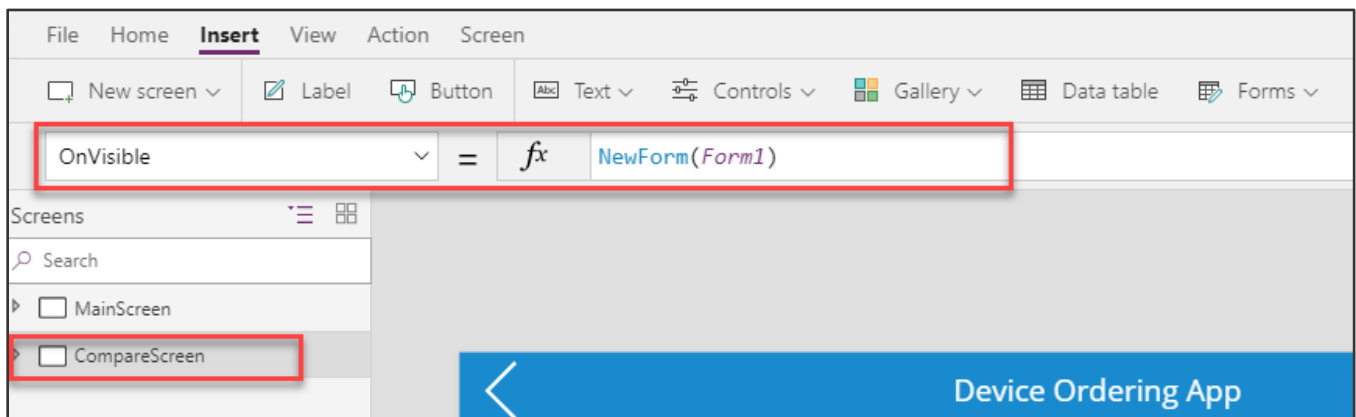 File Home Insert View Action Screen
New screen Label Button Abc Text Controls Gallery Data table Forms
OnVisible = fx NewForm(Form1)
Screens
Search
MainScreen
CompareScreen
Device Ordering App